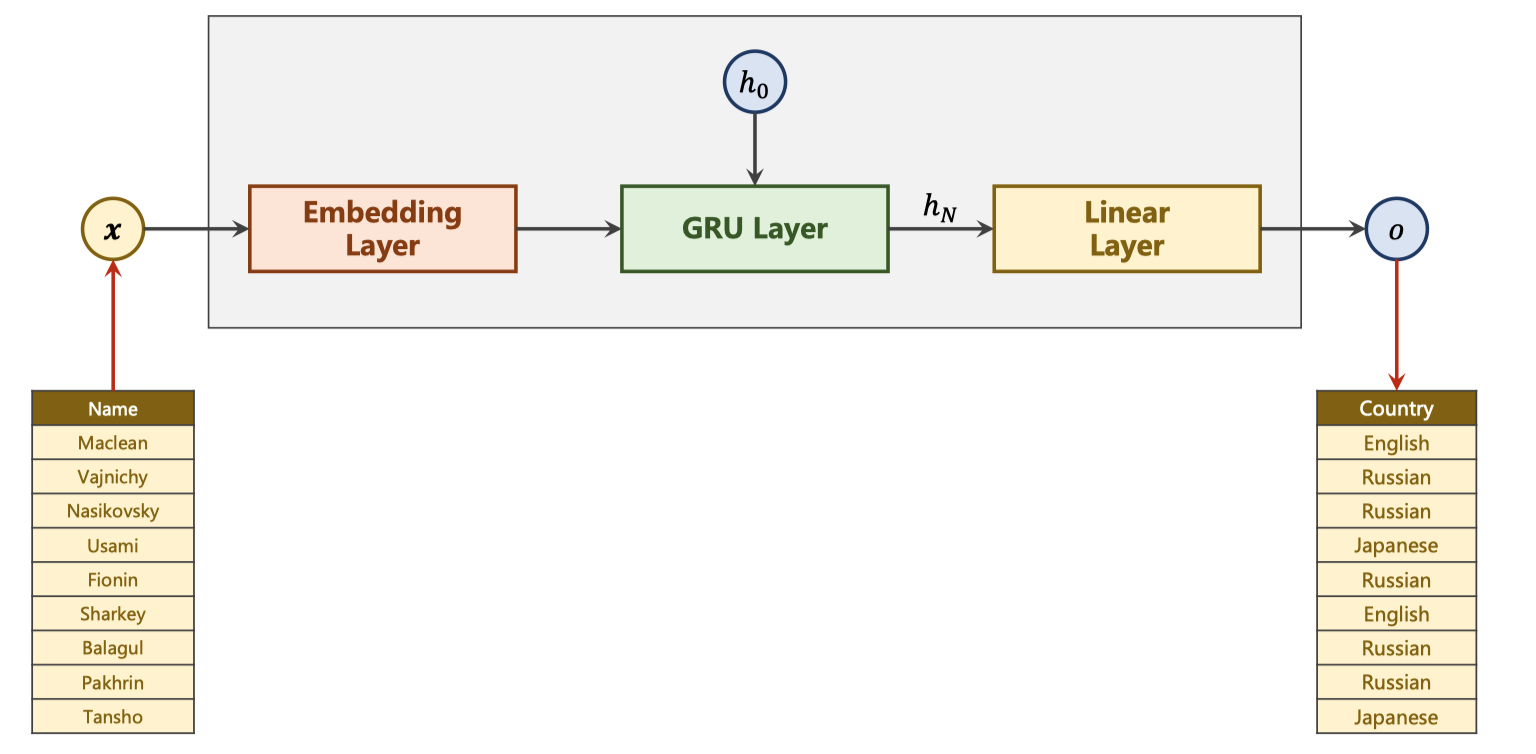 h₀
x
Embedding
Layer
GRU Layer
h_N
Linear
Layer
o
Name
Maclean
Vajnichy
Nasikovsky
Usami
Fionin
Sharkey
Balagul
Pakhrin
Tansho
Country
English
Russian
Russian
Japanese
Russian
English
Russian
Russian
Japanese